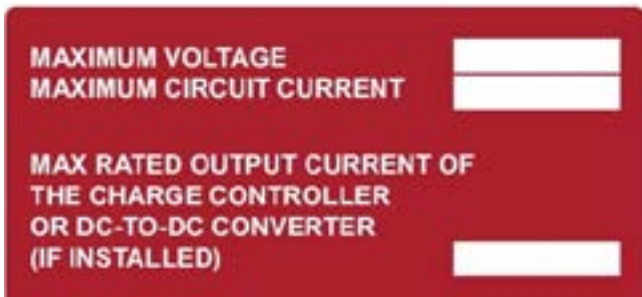 MAXIMUM VOLTAGE
MAXIMUM CIRCUIT CURRENT
MAX RATED OUTPUT CURRENT OF
THE CHARGE CONTROLLER
OR DC-TO-DC CONVERTER
(IF INSTALLED)